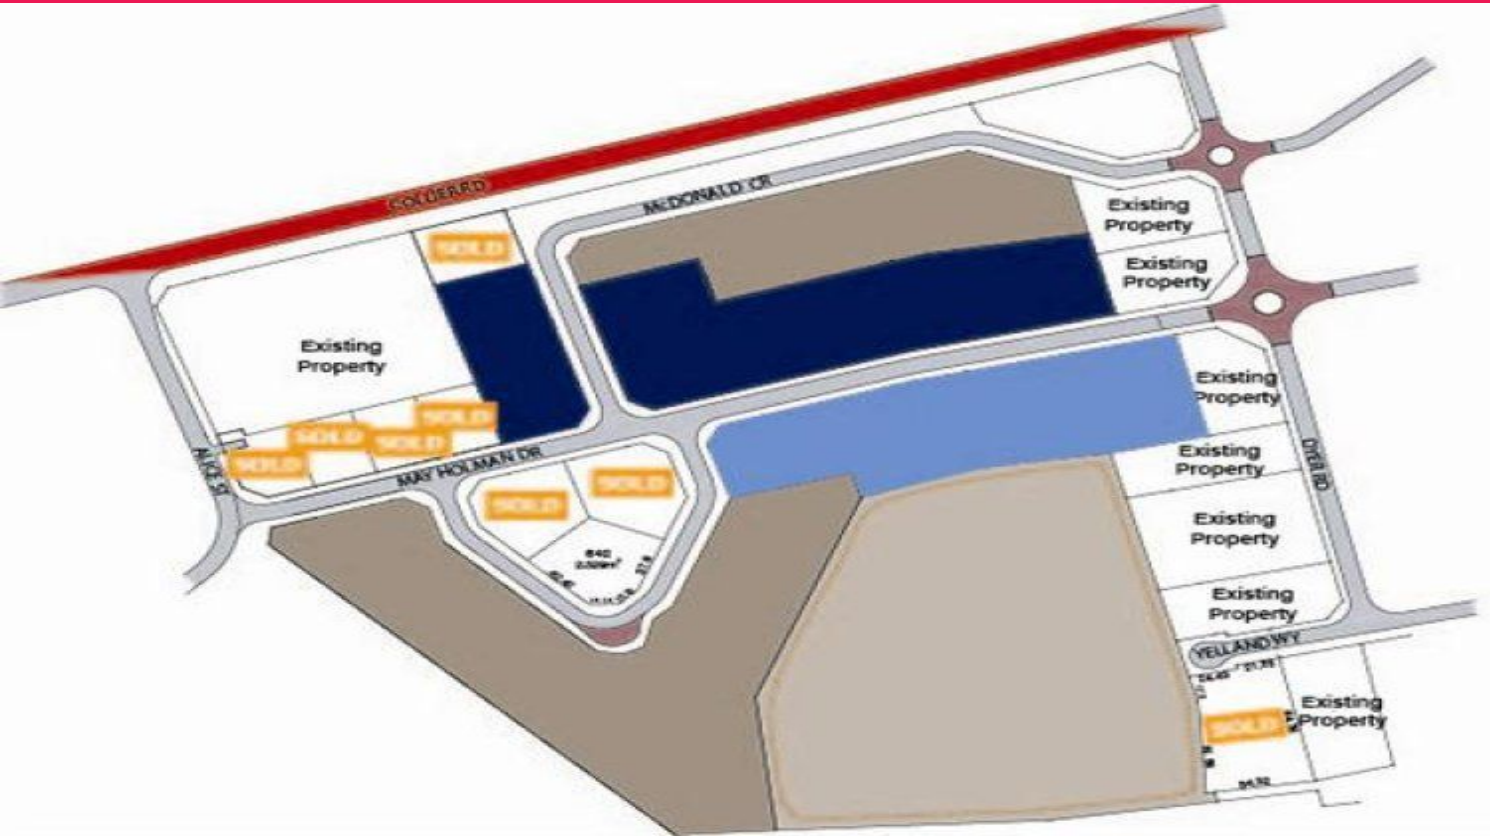 COLLIER RD
McDONALD CR
Existing
Property
SOLD
Existing
Property
Existing
Property
Existing
Property
SOLD
SOLD
SOLD
SOLD
MAY HOLMAN DR
ALICE ST
SOLD
SOLD
Existing
Property
Existing
Property
DYER RD
Existing
Property
Existing
Property
YELLAND WY
SOLD
Existing
Property